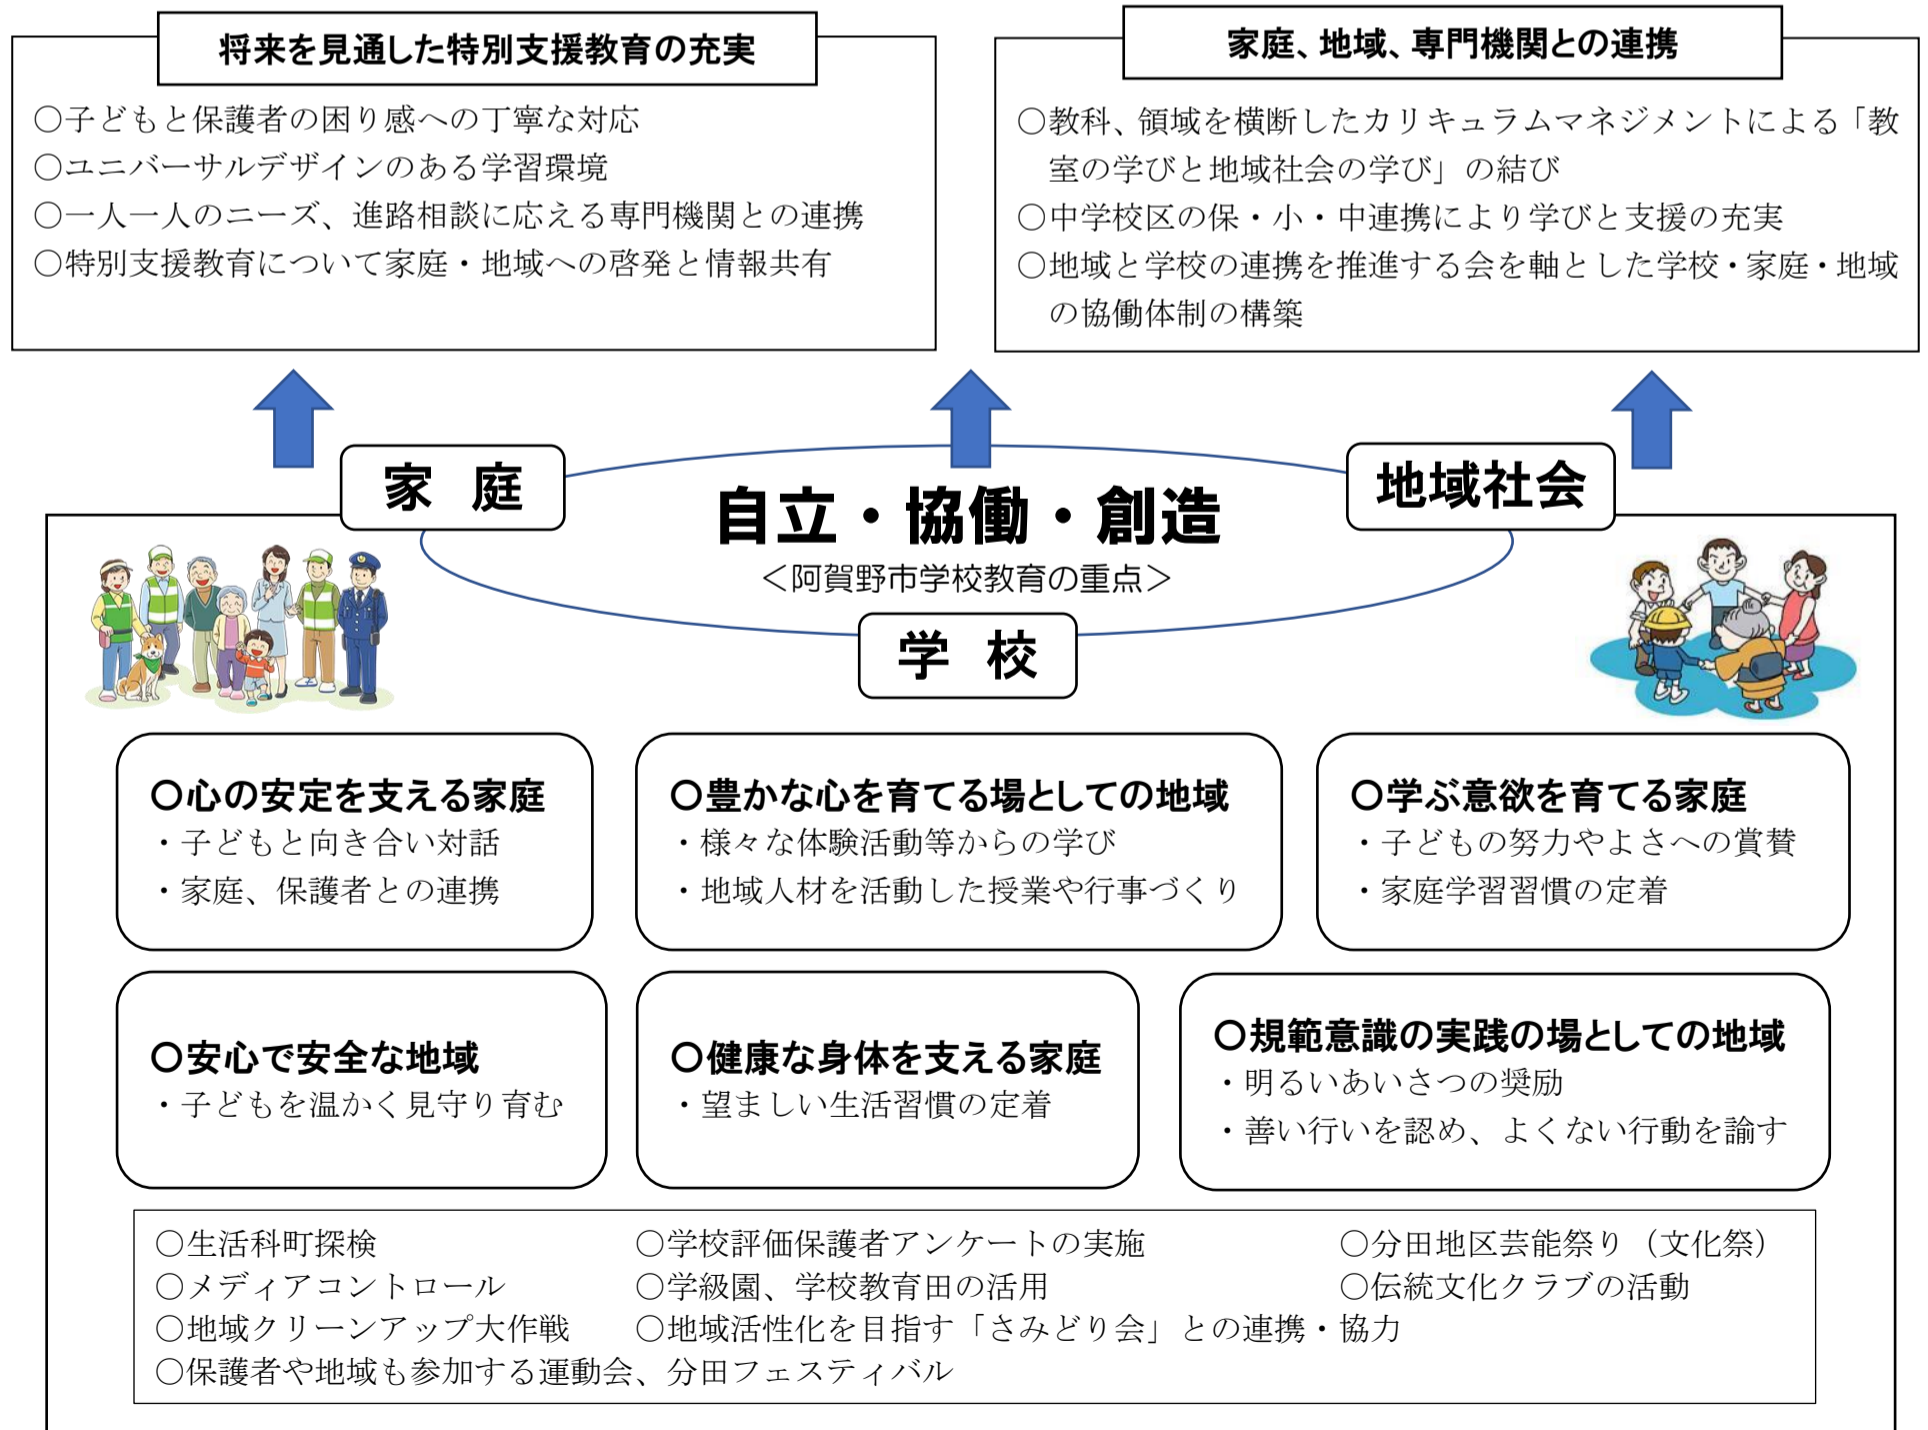 将来を見通した特別支援教育の充実
○子どもと保護者の困り感への丁寧な対応
○ユニバーサルデザインのある学習環境
○一人一人のニーズ、進路相談に応える専門機関との連携
○特別支援教育について家庭・地域への啓発と情報共有
家庭、地域、専門機関との連携
○教科、領域を横断したカリキュラムマネジメントによる「教
室の学びと地域社会の学び」の結び
○中学校区の保・小・中連携により学びと支援の充実
○地域と学校の連携を推進する会を軸とした学校・家庭・地域
の協働体制の構築
家 庭
地域社会
自立・協働・創造
＜阿賀野市学校教育の重点＞
学 校
○心の安定を支える家庭
・子どもと向き合い対話
・家庭、保護者との連携
○豊かな心を育てる場としての地域
・様々な体験活動等からの学び
・地域人材を活動した授業や行事づくり
○学ぶ意欲を育てる家庭
・子どもの努力やよさへの賞賛
・家庭学習習慣の定着
○安心で安全な地域
・子どもを温かく見守り育む
○健康な身体を支える家庭
・望ましい生活習慣の定着
○規範意識の実践の場としての地域
・明るいあいさつの奨励
・善い行いを認め、よくない行動を諭す
○生活科町探検 ○学校評価保護者アンケートの実施 ○分田地区芸能祭り（文化祭）
○メディアコントロール ○学級園、学校教育田の活用 ○伝統文化クラブの活動
○地域クリーンアップ大作戦 ○地域活性化を目指す「さみどり会」との連携・協力
○保護者や地域も参加する運動会、分田フェスティバル